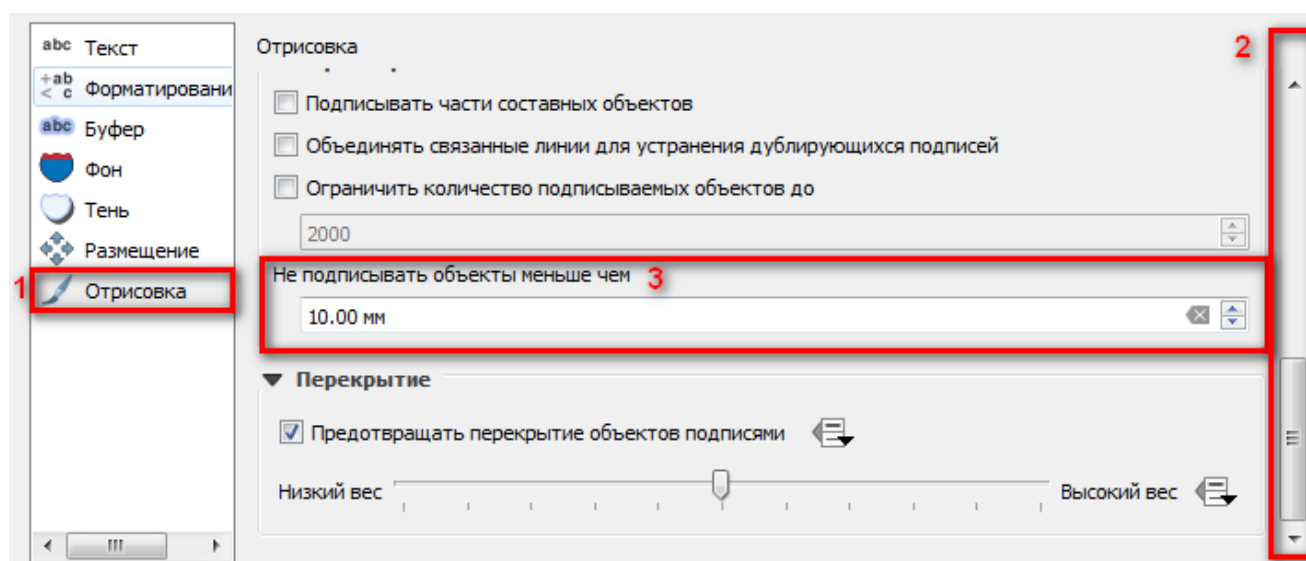 abc Текст
+ab
< c Форматировани
abc Буфер
Фон
Тень
Размещение
1 Отрисовка
Отрисовка
2
Подписывать части составных объектов
Объединять связанные линии для устранения дублирующихся подписей
Ограничить количество подписываемых объектов до
2000
Не подписывать объекты меньше чем 3
10.00 мм
Перекрытие
Предотвращать перекрытие объектов подписями
Низкий вес Высокий вес